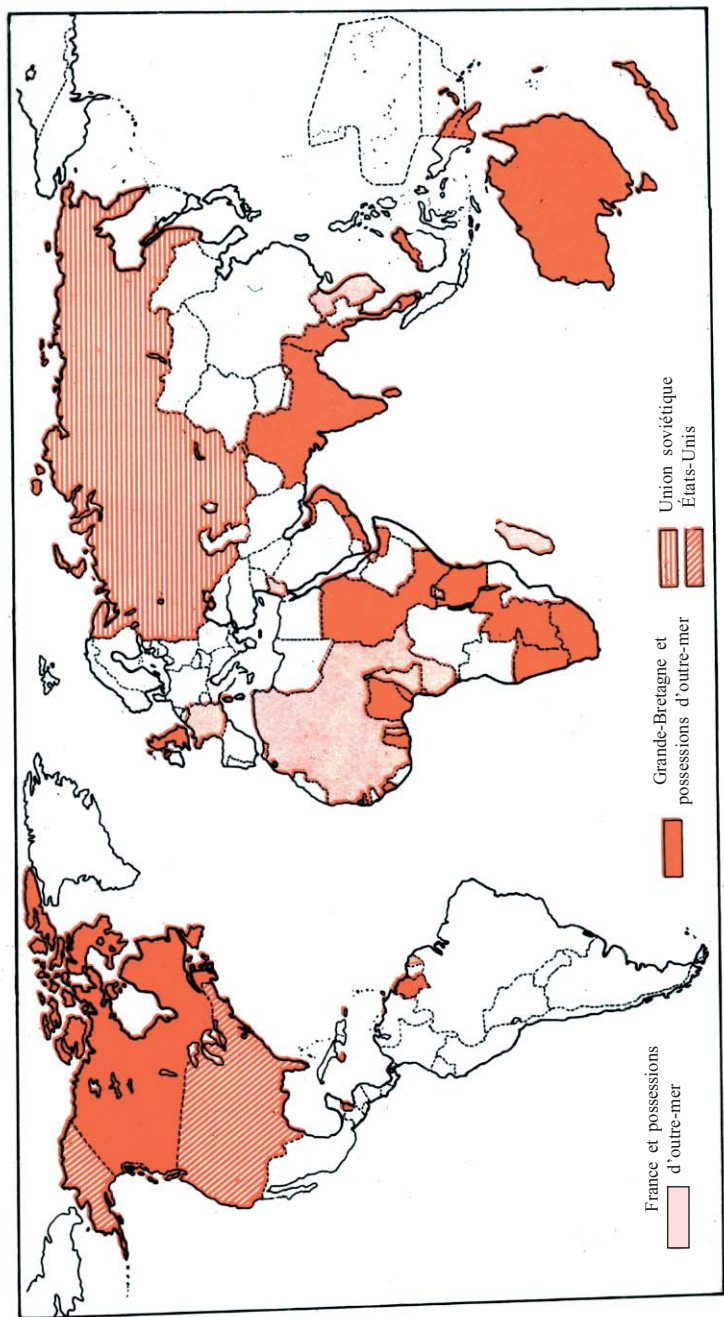 France et possessions
d'outre-mer
Grande-Bretagne et
possessions d'outre-mer
Union soviétique
États-Unis